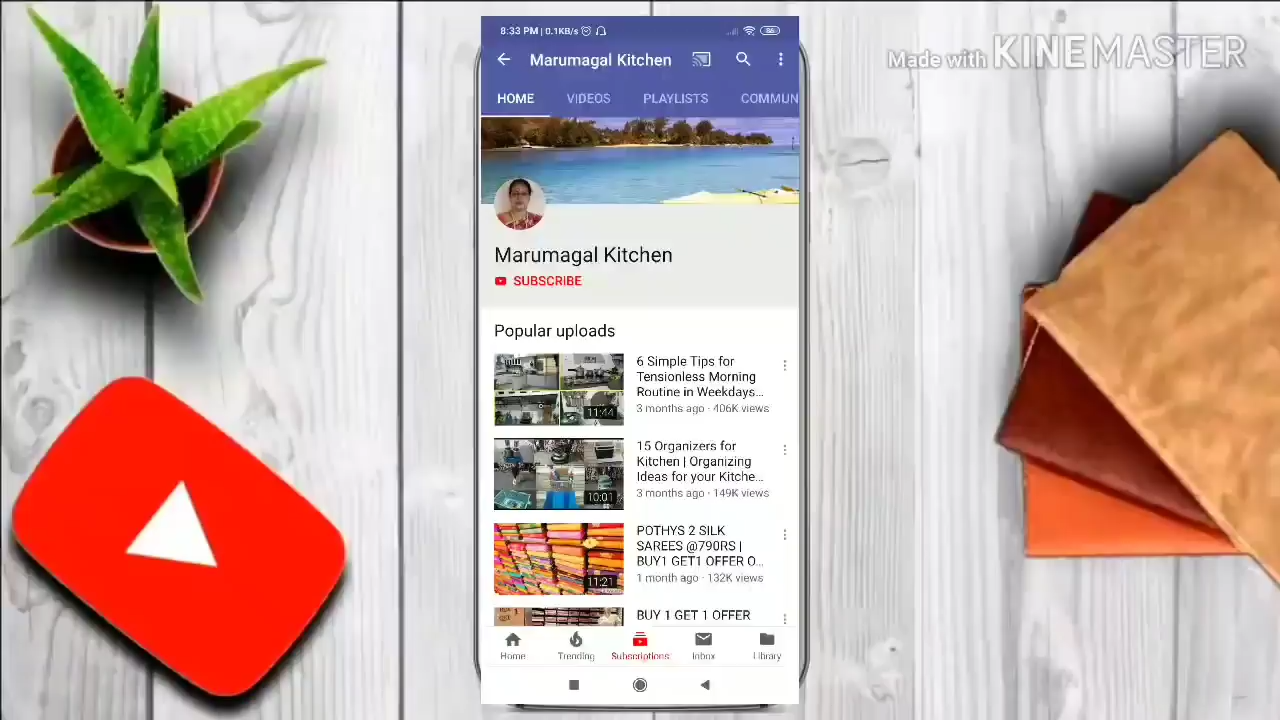 8:33 PM | 0.1KB/s
Made with KINEMASTER
Marumagal Kitchen
HOME VIDEOS PLAYLISTS COMMUN
Marumagal Kitchen
SUBSCRIBE
Popular uploads
6 Simple Tips for
Tensionless Morning
Routine in Weekdays...
3 months ago · 406K views
11:44
15 Organizers for
Kitchen | Organizing
Ideas for your Kitche...
3 months ago · 149K views
10:01
POTHYS 2 SILK
SAREES @790RS |
BUY1 GET1 OFFER O...
1 month ago · 132K views
11:21
BUY 1 GET 1 OFFER
Home Trending Subscriptions Inbox Library